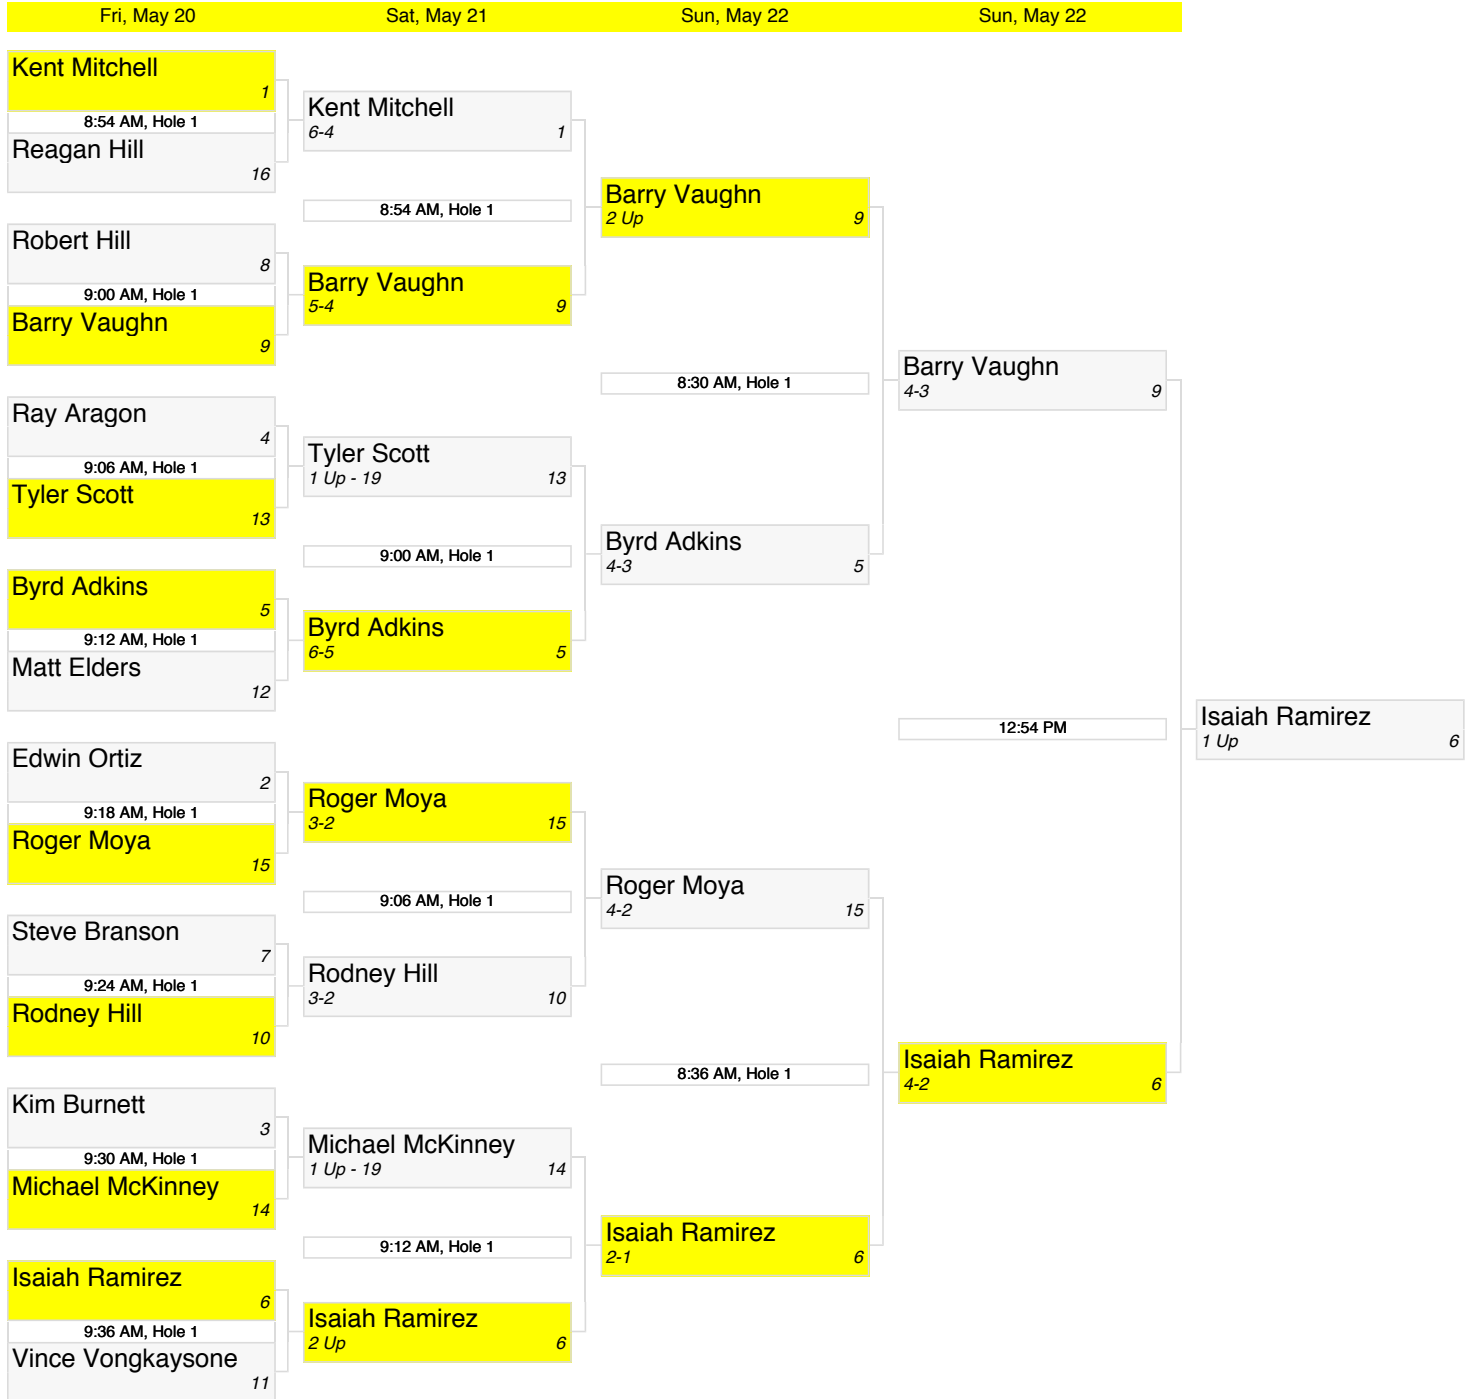 Fri, May 20
Sat, May 21
Sun, May 22
Sun, May 22
Kent Mitchell
1
8:54 AM, Hole 1
Reagan Hill
16
Robert Hill
8
9:00 AM, Hole 1
Barry Vaughn
9
Ray Aragon
4
9:06 AM, Hole 1
Tyler Scott
13
Byrd Adkins
5
9:12 AM, Hole 1
Matt Elders
12
Edwin Ortiz
2
9:18 AM, Hole 1
Roger Moya
15
Steve Branson
7
9:24 AM, Hole 1
Rodney Hill
10
Kim Burnett
3
9:30 AM, Hole 1
Michael McKinney
14
Isaiah Ramirez
6
9:36 AM, Hole 1
Vince Vongkaysone
11
Kent Mitchell
6-4 1
8:54 AM, Hole 1
Barry Vaughn
5-4 9
Tyler Scott
1 Up - 19 13
9:00 AM, Hole 1
Byrd Adkins
6-5 5
Roger Moya
3-2 15
9:06 AM, Hole 1
Rodney Hill
3-2 10
Michael McKinney
1 Up - 19 14
9:12 AM, Hole 1
Isaiah Ramirez
2 Up 6
Barry Vaughn
2 Up 9
8:30 AM, Hole 1
Byrd Adkins
4-3 5
Roger Moya
4-2 15
8:36 AM, Hole 1
Isaiah Ramirez
2-1 6
Barry Vaughn
4-3 9
12:54 PM
Isaiah Ramirez
4-2 6
Isaiah Ramirez
1 Up 6